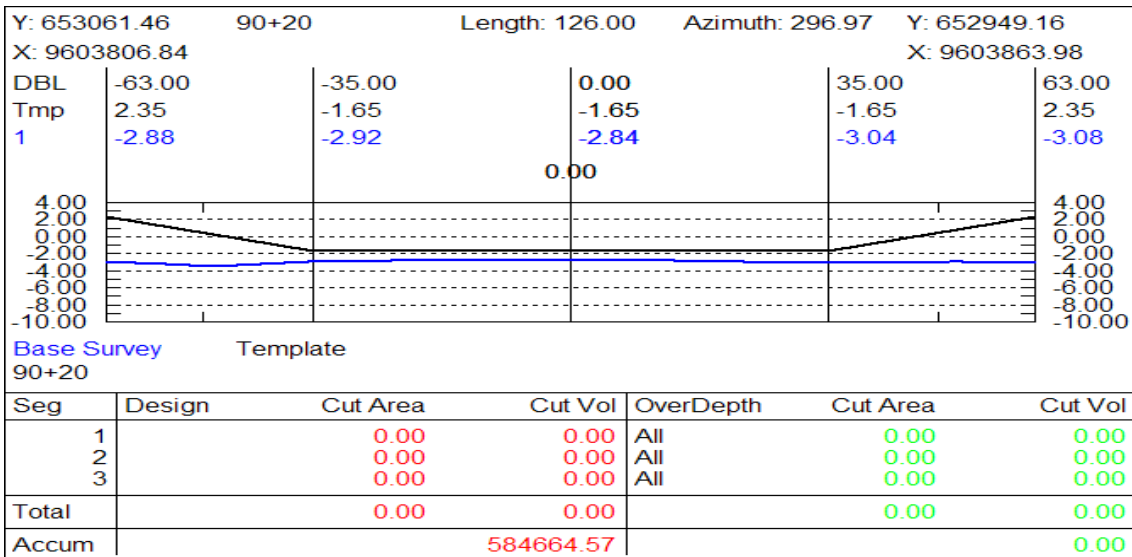 Y: 653061.46 90+20 Length: 126.00 Azimuth: 296.97 Y: 652949.16
X: 9603806.84 X: 9603863.98
DBL -63.00 -35.00 0.00 35.00 63.00
Tmp 2.35 -1.65 -1.65 -1.65 2.35
1 -2.88 -2.92 -2.84 -3.04 -3.08
0.00
4.00 4.00
2.00 2.00
0.00 0.00
-2.00 -2.00
-4.00 -4.00
-6.00 -6.00
-8.00 -8.00
-10.00 -10.00
Base Survey Template
90+20
Seg Design Cut Area Cut Vol OverDepth Cut Area Cut Vol
1 0.00 0.00 All 0.00 0.00
2 0.00 0.00 All 0.00 0.00
3 0.00 0.00 All 0.00 0.00
Total 0.00 0.00 0.00 0.00
Accum 584664.57 0.00